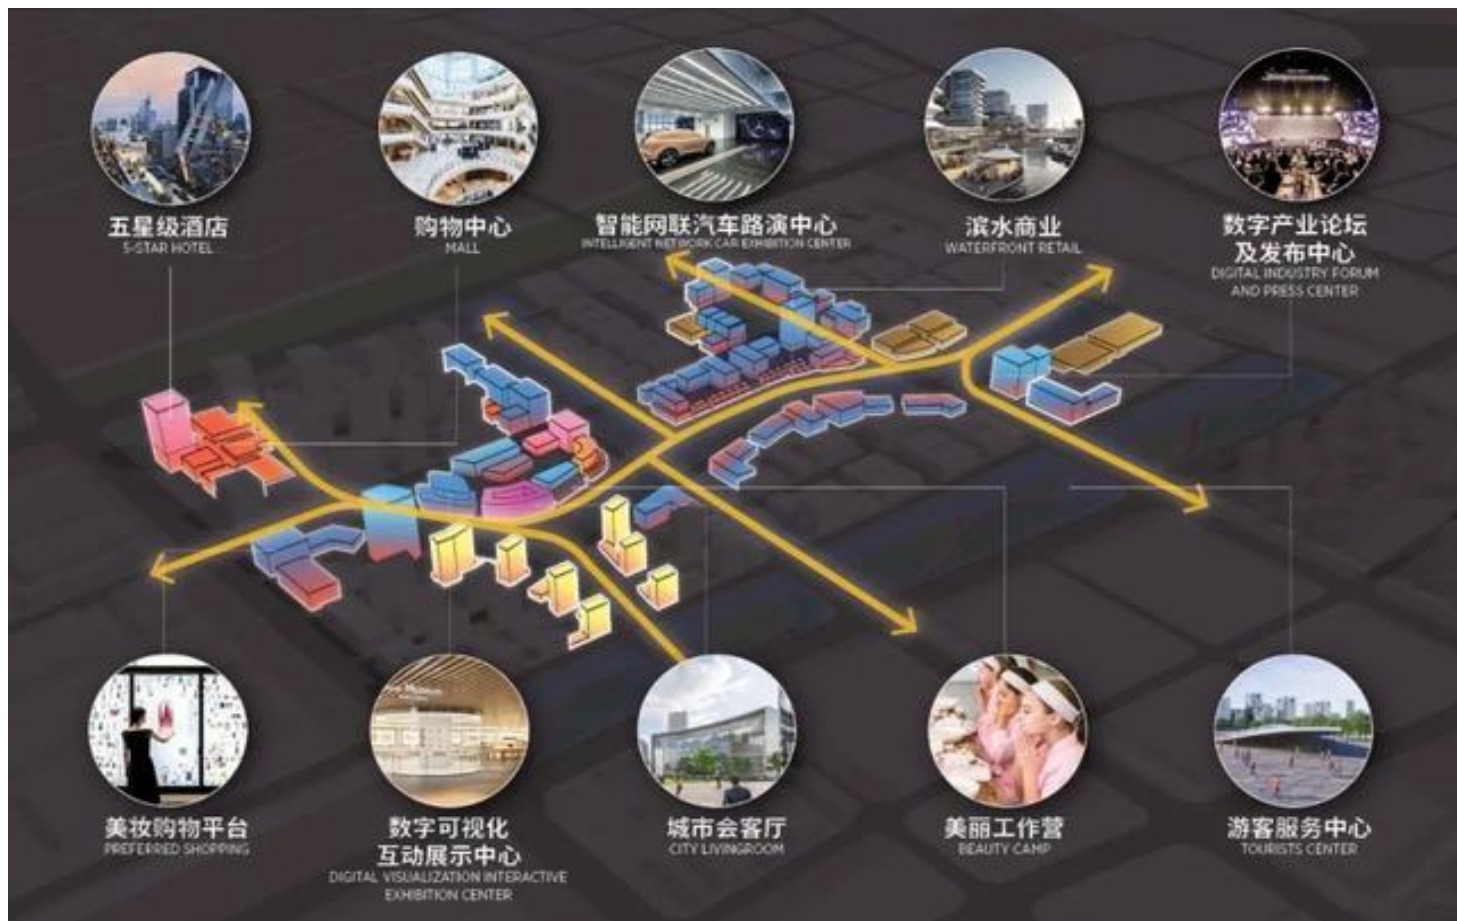 五星级酒店
5-STAR HOTEL
购物中心
MALL
智能网联汽车路演中心
INTELLIGENT NETWORK CAR EXHIBITION CENTER
滨水商业
WATERFRONT RETAIL
数字产业论坛
及发布中心
DIGITAL INDUSTRY FORUM
AND PRESS CENTER
美妆购物平台
PREFERRED SHOPPING
数字可视化
互动展示中心
DIGITAL VISUALIZATION INTERACTIVE
EXHIBITION CENTER
城市会客厅
CITY LIVINGROOM
美丽工作营
BEAUTY CAMP
游客服务中心
TOURISTS CENTER